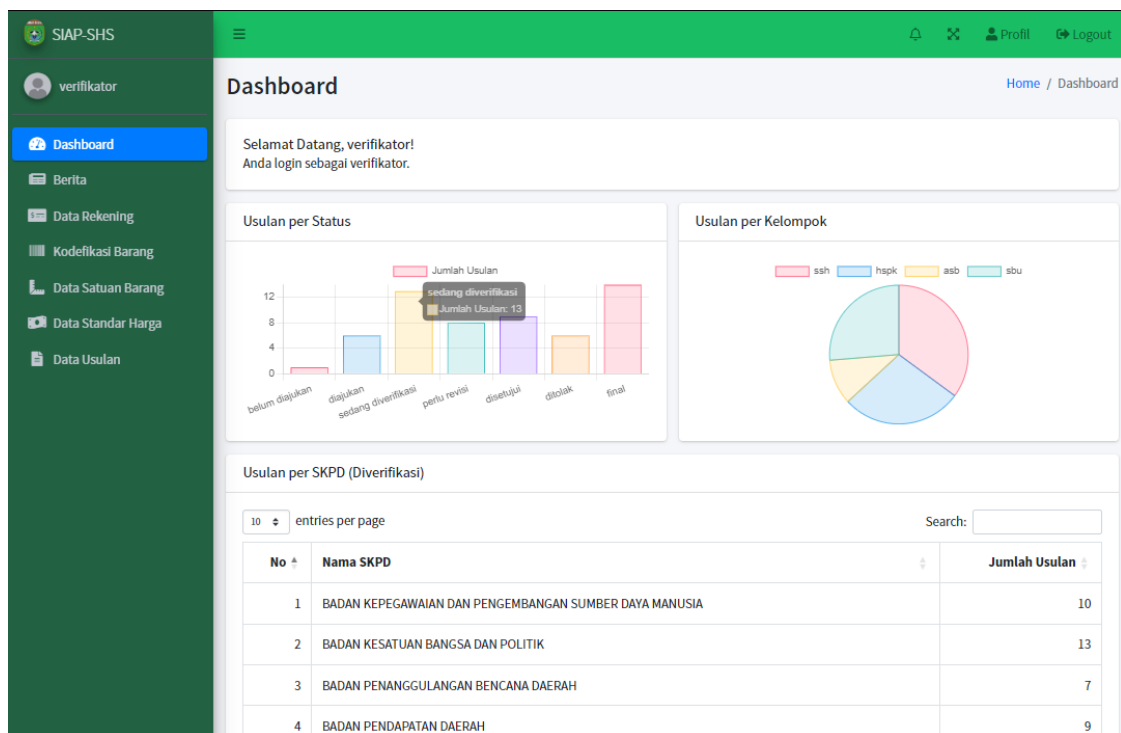 SIAP-SHS
Profil
Logout
verifikator
Dashboard
Berita
Data Rekening
Kodefikasi Barang
Data Satuan Barang
Data Standar Harga
Data Usulan
Dashboard
Home / Dashboard
Selamat Datang, verifikator!
Anda login sebagai verifikator.
Usulan per Status
Jumlah Usulan
12
8
4
0
sedang diverifikasi
Jumlah Usulan: 13
belum diajukan
diajukan
sedang diverifikasi
perlu revisi
disetujui
ditolak
final
Usulan per Kelompok
ssh hspk asb sbu
Usulan per SKPD (Diverifikasi)
10 entries per page
Search:
No Nama SKPD Jumlah Usulan
1 BADAN KEPEGAWAIAN DAN PENGEMBANGAN SUMBER DAYA MANUSIA 10
2 BADAN KESATUAN BANGSA DAN POLITIK 13
3 BADAN PENANGGULANGAN BENCANA DAERAH 7
4 BADAN PENDAPATAN DAERAH 9